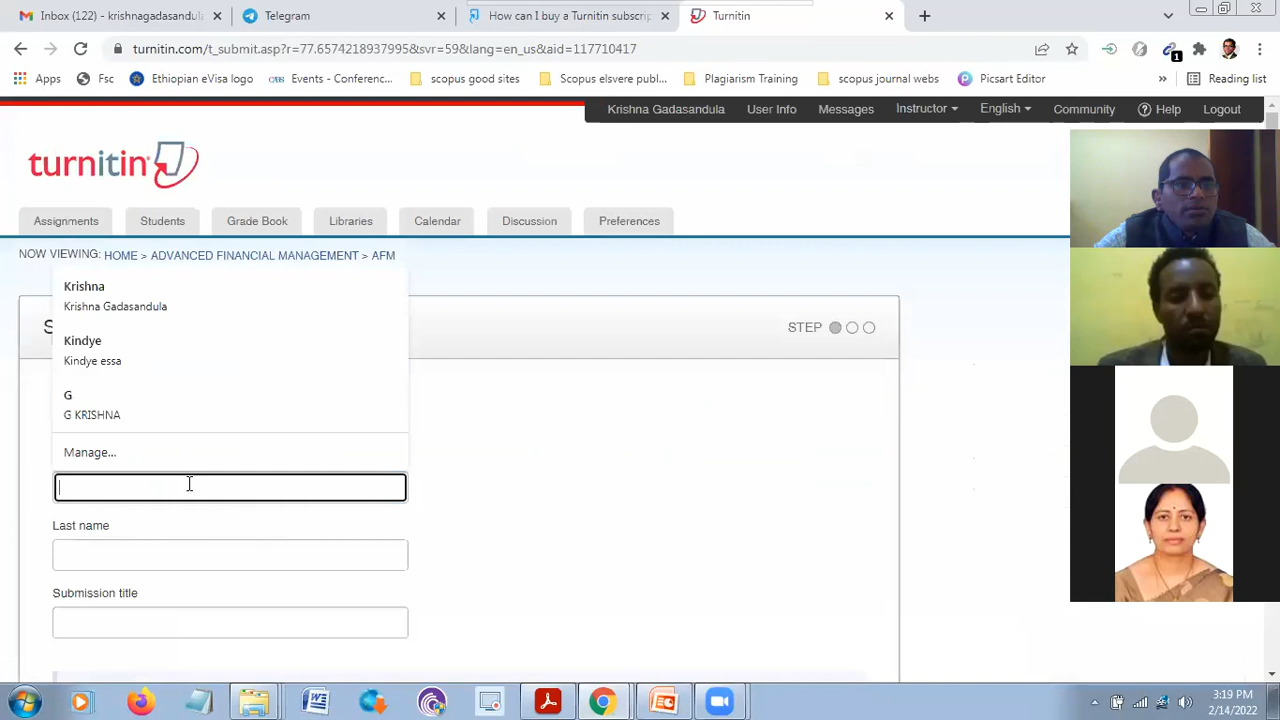 Inbox (122) - krishnagadasandula
Telegram
How can I buy a Turnitin subscrip
Turnitin
turnitin.com/t_submit.asp?r=77.6574218937995&svr=59&lang=en_us&aid=117710417
1
Apps
Fsc
Ethiopian eVisa logo
Events - Conferenc...
scopus good sites
Scopus elsvere publ...
Plagiarism Training
scopus journal webs
Picsart Editor
»
Reading list
Krishna Gadasandula
User Info
Messages
Instructor
English
Community
Help
Logout
turnitin
Assignments
Students
Grade Book
Libraries
Calendar
Discussion
Preferences
NOW VIEWING: HOME > ADVANCED FINANCIAL MANAGEMENT > AFM
S
STEP
Krishna
Krishna Gadasandula
Kindye
Kindye essa
G
G KRISHNA
Manage...
Last name
Submission title
3:19 PM
2/14/2022